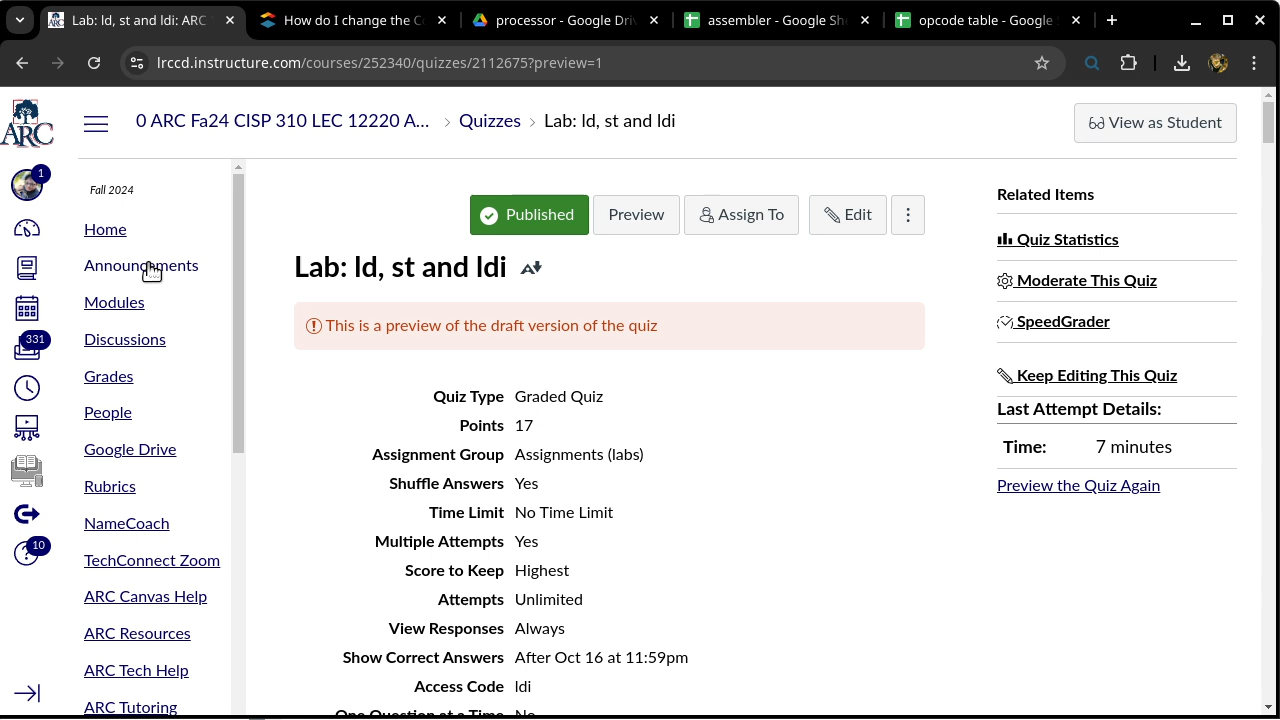 Lab: ld, st and ldi: ARC
How do I change the C
processor - Google Driv
assembler - Google She
opcode table - Google
lrccd.instructure.com/courses/252340/quizzes/2112675?preview=1
ARC
0 ARC Fa24 CISP 310 LEC 12220 A...
Quizzes
Lab: ld, st and ldi
View as Student
1
331
10
Fall 2024
Home
Announcements
Modules
Discussions
Grades
People
Google Drive
Rubrics
NameCoach
TechConnect Zoom
ARC Canvas Help
ARC Resources
ARC Tech Help
ARC Tutoring
Published
Preview
Assign To
Edit
Lab: ld, st and ldi
This is a preview of the draft version of the quiz
Quiz Type Graded Quiz
Points 17
Assignment Group Assignments (labs)
Shuffle Answers Yes
Time Limit No Time Limit
Multiple Attempts Yes
Score to Keep Highest
Attempts Unlimited
View Responses Always
Show Correct Answers After Oct 16 at 11:59pm
Access Code ldi
One Question at a Time No
Related Items
Quiz Statistics
Moderate This Quiz
SpeedGrader
Keep Editing This Quiz
Last Attempt Details:
Time: 7 minutes
Preview the Quiz Again